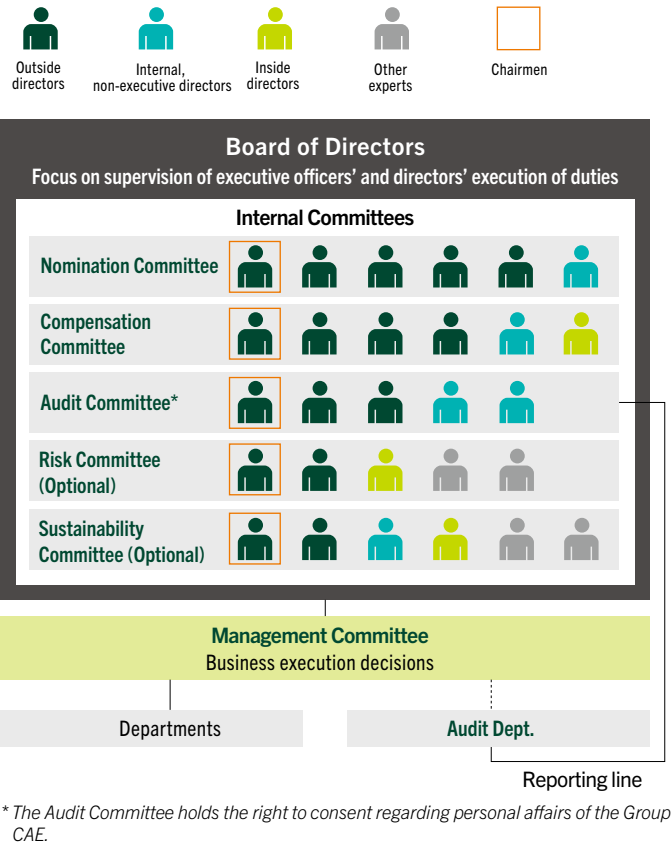 Outside
directors
Internal,
non-executive directors
Inside
directors
Other
experts
Chairmen
Board of Directors
Focus on supervision of executive officers' and directors' execution of duties
Internal Committees
Nomination Committee
Compensation
Committee
Audit Committee*
Risk Committee
(Optional)
Sustainability
Committee (Optional)
Management Committee
Business execution decisions
Departments
Audit Dept.
Reporting line
* The Audit Committee holds the right to consent regarding personal affairs of the Group
CAE.